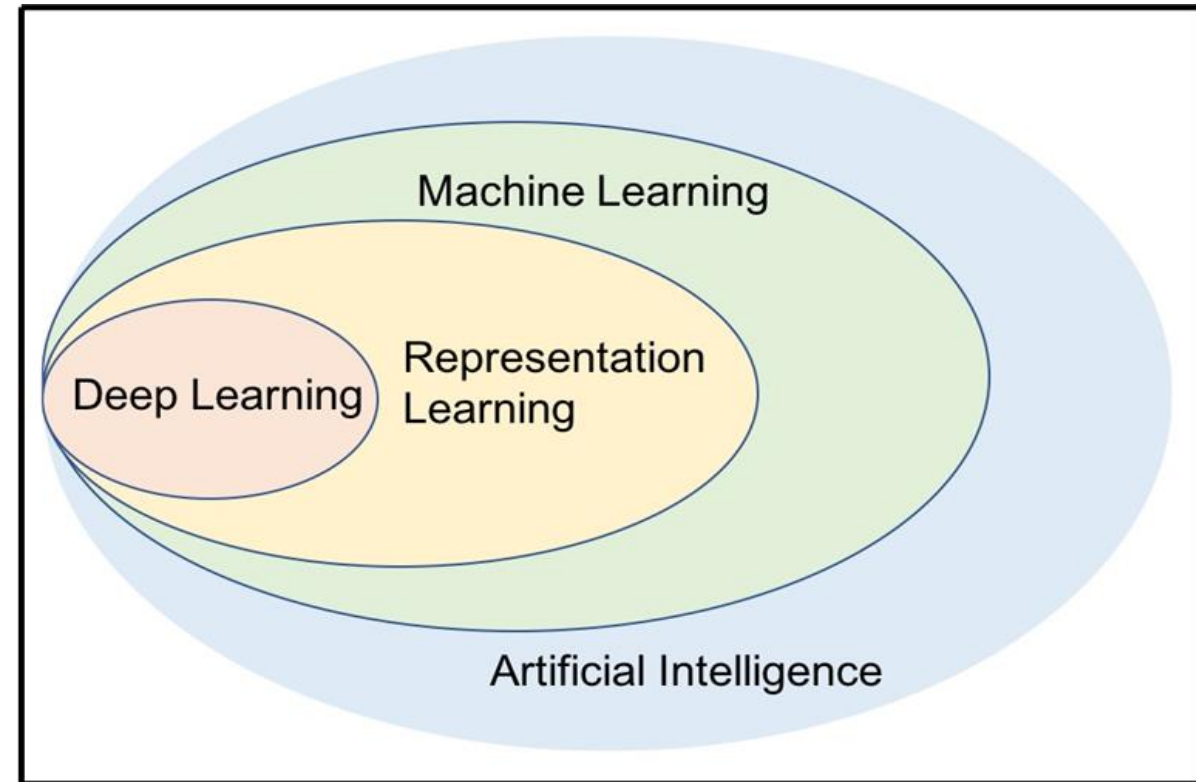 Machine Learning
Representation
Learning
Deep Learning
Artificial Intelligence